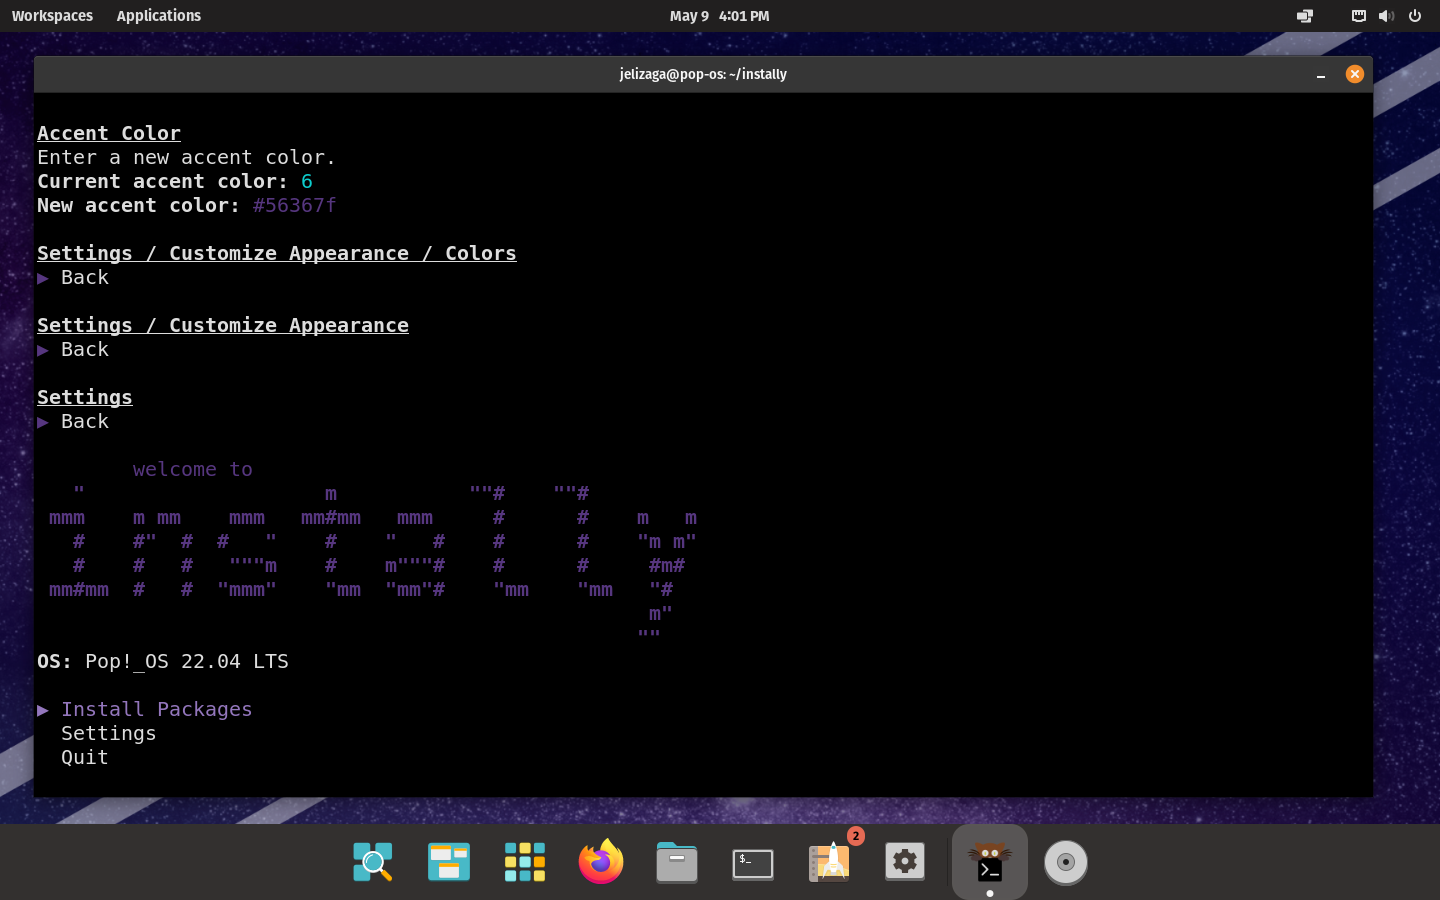 Workspaces Applications May 9 4:01 PM
jelizaga@pop-os: ~/instally
Accent Color
Enter a new accent color.
Current accent color: 6
New accent color: #56367f
Settings / Customize Appearance / Colors
▶ Back
Settings / Customize Appearance
▶ Back
Settings
▶ Back
welcome to
   "                    m           ""#    ""#
 mmm    m mm    mmm   mm#mm   mmm     #      #    m   m
   #    #"  #  #   "    #    "   #    #      #    "m m"
   #    #   #   """m    #    m"""#    #      #     #m#
 mm#mm  #   #  "mmm"    "mm  "mm"#    "mm    "mm   "#
                                                   m"
                                                  ""
OS: Pop!_OS 22.04 LTS
▶ Install Packages
Settings
Quit
$_
2
>_